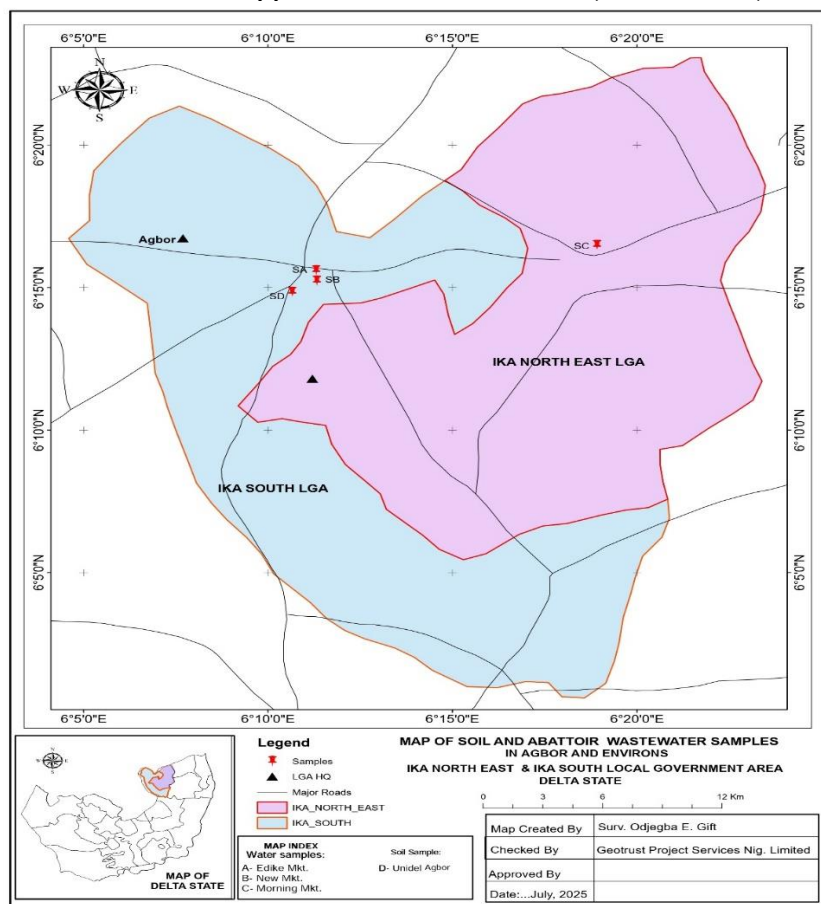 6°5'0"E 6°10'0"E 6°15'0"E 6°20'0"E
N
W E
S
6°20'0"N 6°20'0"N
Agbor
SC
SA
SB
6°15'0"N 6°15'0"N
SD
IKA NORTH EAST LGA
6°10'0"N 6°10'0"N
IKA SOUTH LGA
6°5'0"N 6°5'0"N
6°5'0"E 6°10'0"E 6°15'0"E 6°20'0"E
N
W E
S
MAP OF
DELTA STATE
Legend
Samples
LGA HQ
Major Roads
IKA_NORTH_EAST
IKA_SOUTH
MAP INDEX
Water samples:
A- Edike Mkt.
B- New Mkt.
C- Morning Mkt.
Soil Sample:
D- Unidel Agbor
MAP OF SOIL AND ABATTOIR WASTEWATER SAMPLES
IN AGBOR AND ENVIRONS
IKA NORTH EAST & IKA SOUTH LOCAL GOVERNMENT AREA
DELTA STATE
0 3 6 12 Km
Map Created By Surv. Odjegba E. Gift
Checked By Geotrust Project Services Nig. Limited
Approved By
Date:...July, 2025